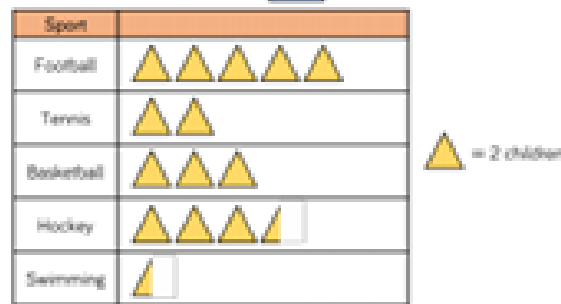 Sport
Football
Tennis
Basketball
Hockey
Swimming
= 2 children